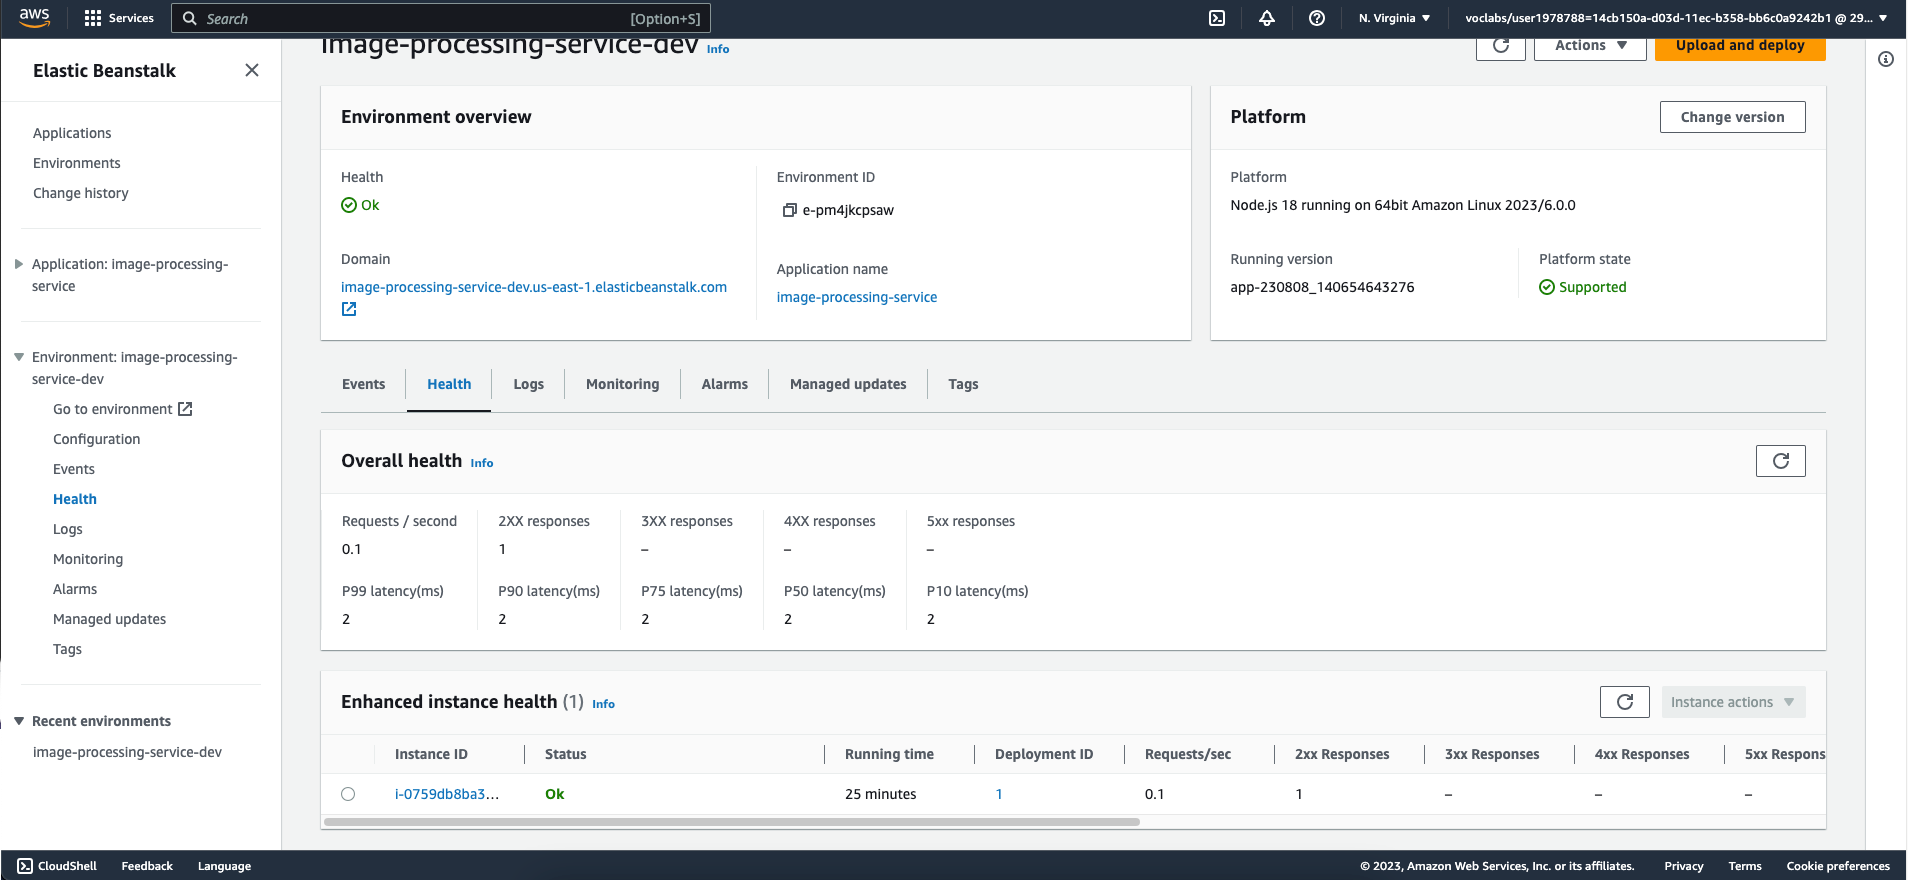 aws
Services
Search
[Option+S]
N. Virginia
voclabs/user1978788=14cb150a-d03d-11ec-b358-bb6c0a9242b1 @ 29...
Elastic Beanstalk
Applications
Environments
Change history
Application: image-processing-
service
Environment: image-processing-
service-dev
Go to environment
Configuration
Events
Health
Logs
Monitoring
Alarms
Managed updates
Tags
Recent environments
image-processing-service-dev
image-processing-service-dev Info
Actions
Upload and deploy
Environment overview
Health
Ok
Environment ID
e-pm4jkcpsaw
Domain
image-processing-service-dev.us-east-1.elasticbeanstalk.com
Application name
image-processing-service
Platform
Change version
Platform
Node.js 18 running on 64bit Amazon Linux 2023/6.0.0
Running version
app-230808_140654643276
Platform state
Supported
Events
Health
Logs
Monitoring
Alarms
Managed updates
Tags
Overall health Info
Requests / second
0.1
2XX responses
1
3XX responses
–
4XX responses
–
5xx responses
–
P99 latency(ms)
2
P90 latency(ms)
2
P75 latency(ms)
2
P50 latency(ms)
2
P10 latency(ms)
2
Enhanced instance health (1) Info
Instance actions
Instance ID
Status
Running time
Deployment ID
Requests/sec
2xx Responses
3xx Responses
4xx Responses
5xx Respons
i-0759db8ba3...
Ok
25 minutes
1
0.1
1
–
–
–
CloudShell
Feedback
Language
© 2023, Amazon Web Services, Inc. or its affiliates.
Privacy
Terms
Cookie preferences